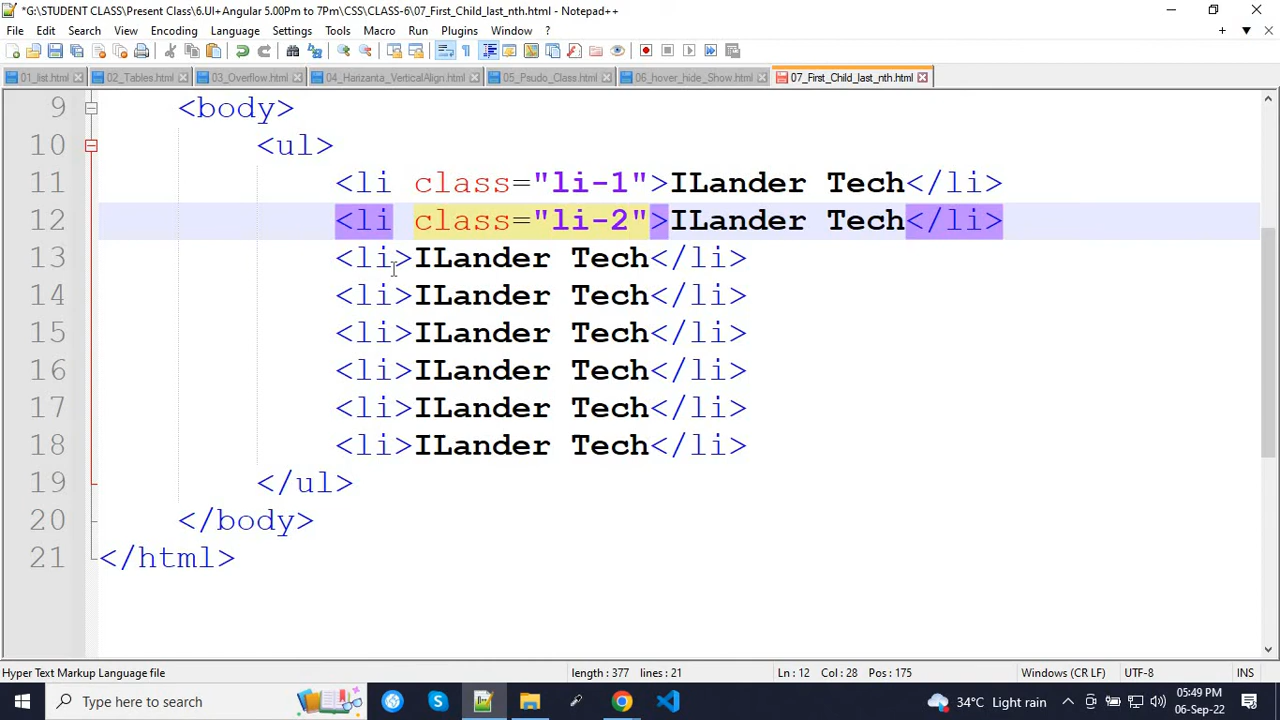 *G:\STUDENT CLASS\Present Class\6.UI+Angular 5.00Pm to 7Pm\CSS\CLASS-6\07_First_Child_last_nth.html - Notepad++
File Edit Search View Encoding Language Settings Tools Macro Run Plugins Window ?
01_list.html 02_Tables.html 03_Overflow.html 04_Harizanta_VerticalAlign.html 05_Psudo_Class.html 06_hover_hide_Show.html 07_First_Child_last_nth.html
9 <body>
10 <ul>
11 <li class="li-1">ILander Tech</li>
12 <li class="li-2">ILander Tech</li>
13 <li>ILander Tech</li>
14 <li>ILander Tech</li>
15 <li>ILander Tech</li>
16 <li>ILander Tech</li>
17 <li>ILander Tech</li>
18 <li>ILander Tech</li>
19 </ul>
20 </body>
21 </html>
Hyper Text Markup Language file length : 377 lines : 21 Ln : 12 Col : 28 Pos : 175 Windows (CR LF) UTF-8 INS
Type here to search 34°C Light rain 05:49 PM
06-Sep-22